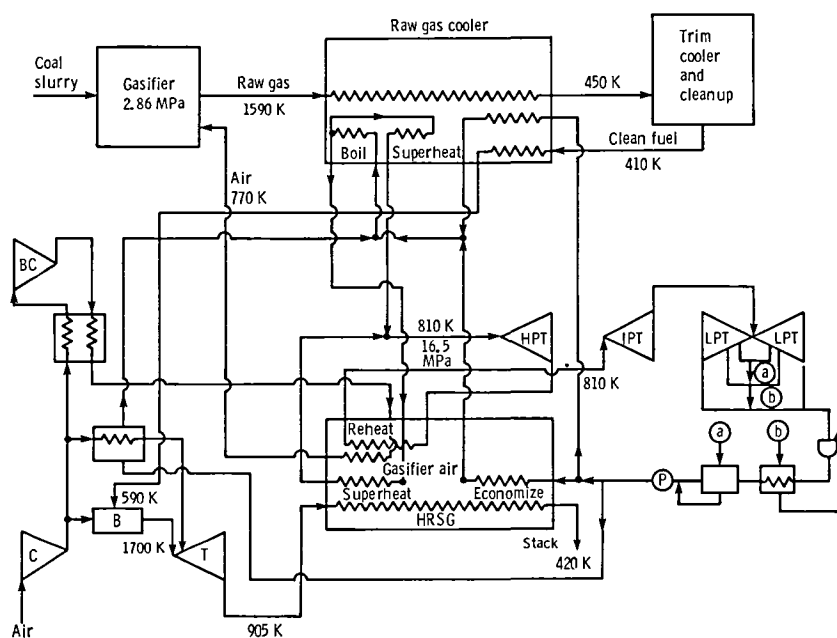 Raw gas cooler
Coal
slurry
Gasifier
2.86 MPa
Raw gas
1590 K
450 K
Trim
cooler
and
cleanup
Boil
Superheat
Clean fuel
410 K
Air
770 K
BC
810 K
16.5
MPa
HPT
IPT
810 K
LPT
LPT
a
b
Reheat
Gasifier air
Superheat
Economize
HRSG
Stack
420 K
P
a
b
590 K
B
1700 K
C
T
Air
905 K